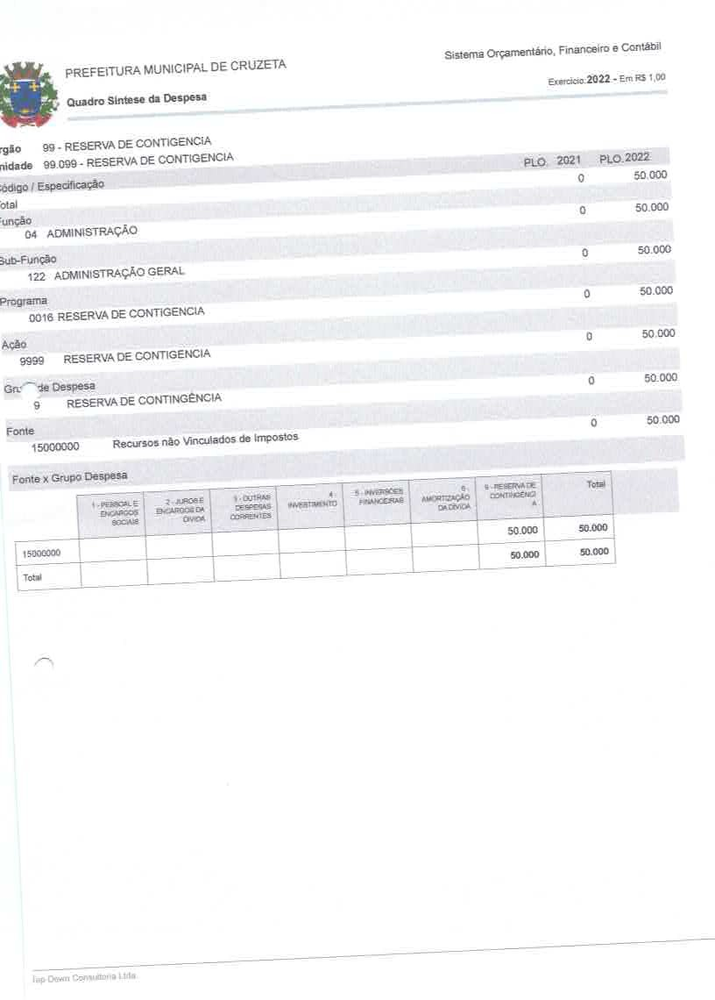 Sistema Orçamentário, Financeiro e Contábil
PREFEITURA MUNICIPAL DE CRUZETA
Exercicio:2022 - Em R$ 1,00
Quadro Sintese da Despesa
rgão 99 - RESERVA DE CONTIGENCIA
nidade 99.099 - RESERVA DE CONTIGENCIA
ódigo / Especificação PLO. 2021 PLO.2022
otal 0 50.000
unção
04 ADMINISTRAÇÃO 0 50.000
Sub-Função
122 ADMINISTRAÇÃO GERAL 0 50.000
Programa
0016 RESERVA DE CONTIGENCIA 0 50.000
Ação
9999 RESERVA DE CONTIGENCIA 0 50.000
Gru de Despesa
9 RESERVA DE CONTINGÊNCIA 0 50.000
Fonte
15000000 Recursos não Vinculados de Impostos 0 50.000
Fonte x Grupo Despesa
1 - PESSOAL E ENCARGOS SOCIAIS 2 - JUROS E ENCARGOS DA DÍVIDA 3 - OUTRAS DESPESAS CORRENTES 4 - INVESTIMENTO 5 - INVERSÕES FINANCEIRAS 6 - AMORTIZAÇÃO DA DÍVIDA 9 - RESERVA DE CONTINGÊNCI A Total
15000000 50.000 50.000
Total 50.000 50.000
Top Down Consultoria Ltda.